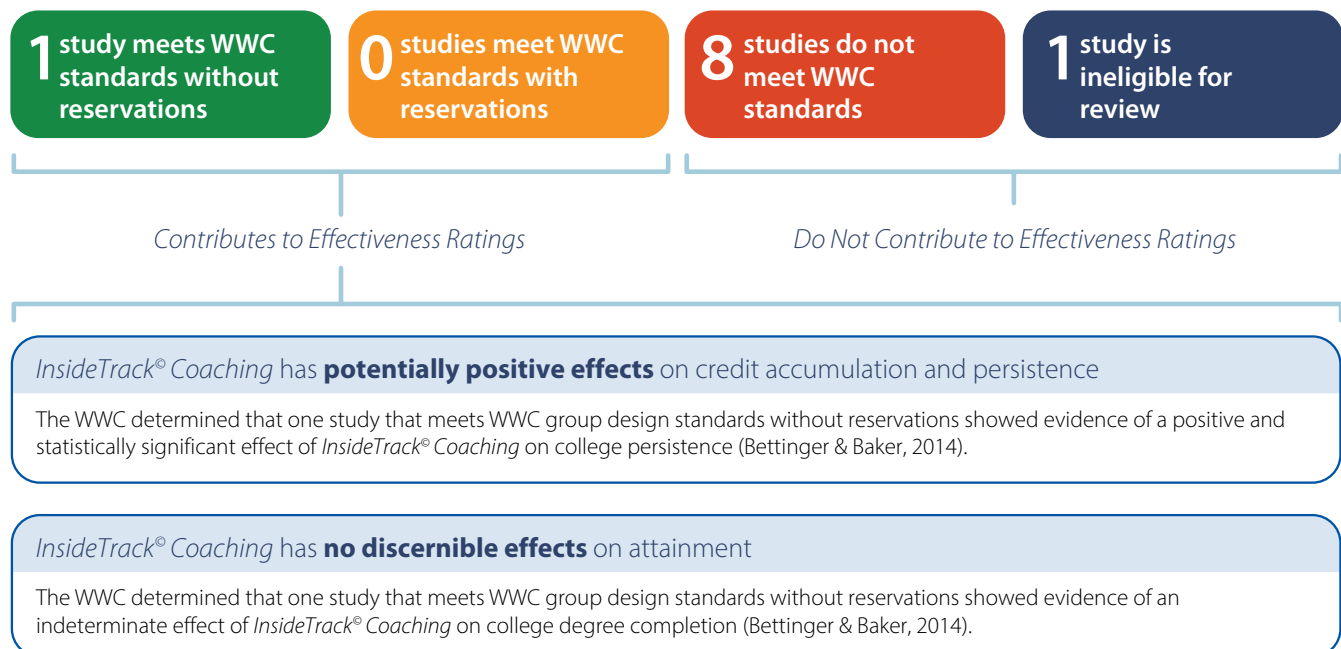 1 study meets WWC
standards without
reservations
0 studies meet WWC
standards with
reservations
8 studies do not
meet WWC
standards
1 study is
ineligible for
review
Contributes to Effectiveness Ratings
Do Not Contribute to Effectiveness Ratings
InsideTrack© Coaching has potentially positive effects on credit accumulation and persistence
The WWC determined that one study that meets WWC group design standards without reservations showed evidence of a positive and
statistically significant effect of InsideTrack© Coaching on college persistence (Bettinger & Baker, 2014).
InsideTrack© Coaching has no discernible effects on attainment
The WWC determined that one study that meets WWC group design standards without reservations showed evidence of an
indeterminate effect of InsideTrack© Coaching on college degree completion (Bettinger & Baker, 2014).